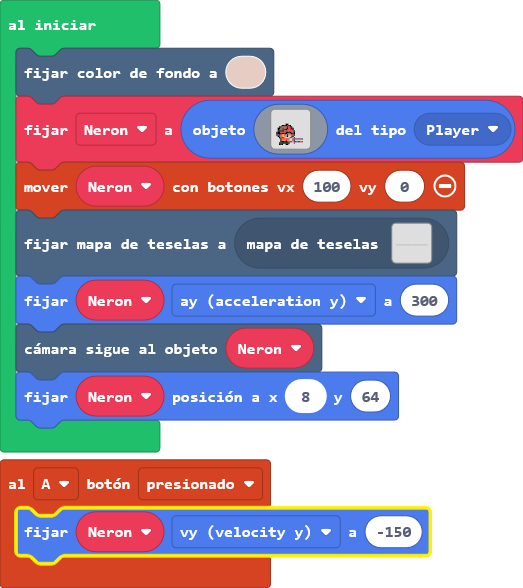 al iniciar
fijar color de fondo a
fijar Neron a objeto del tipo Player
mover Neron con botones vx 100 vy 0
fijar mapa de teselas a mapa de teselas
fijar Neron ay (acceleration y) a 300
cámara sigue al objeto Neron
fijar Neron posición a x 8 y 64
al A botón presionado
fijar Neron vy (velocity y) a -150